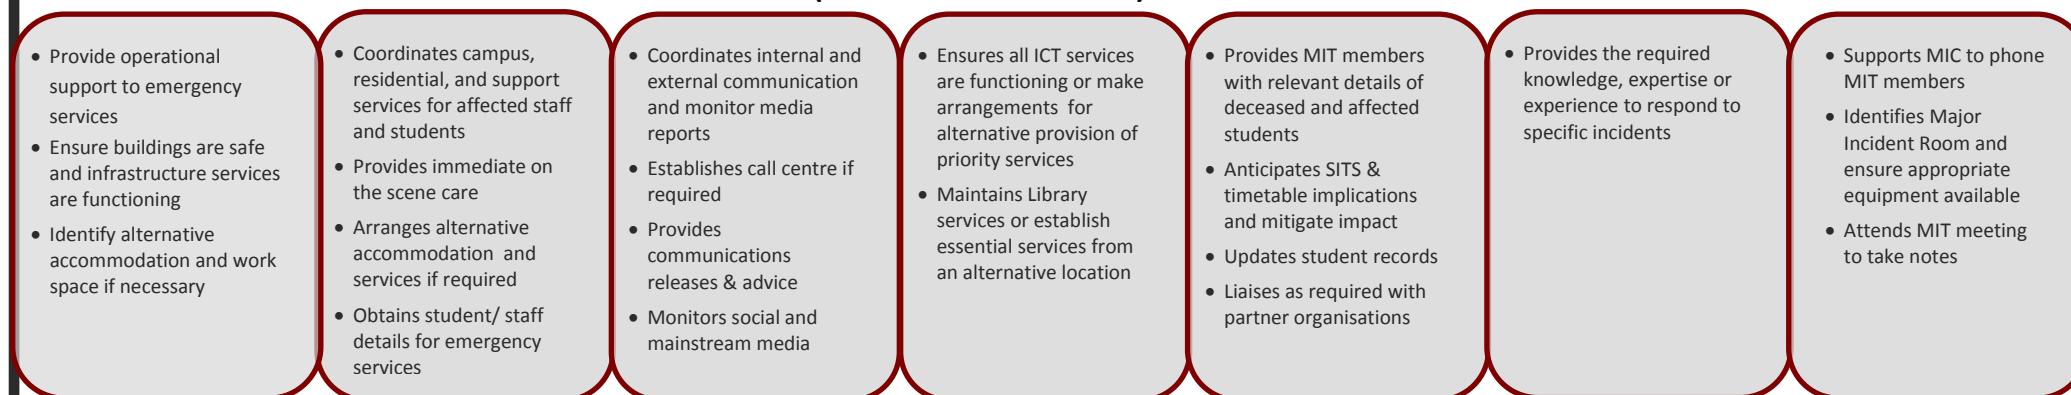 • Provide operational
support to emergency
services
• Ensure buildings are safe
and infrastructure services
are functioning
• Identify alternative
accommodation and work
space if necessary
• Coordinates campus,
residential, and support
services for affected staff
and students
• Provides immediate on
the scene care
• Arranges alternative
accommodation and
services if required
• Obtains student/ staff
details for emergency
services
• Coordinates internal and
external communication
and monitor media
reports
• Establishes call centre if
required
• Provides
communications
releases & advice
• Monitors social and
mainstream media
• Ensures all ICT services
are functioning or make
arrangements for
alternative provision of
priority services
• Maintains Library
services or establish
essential services from
an alternative location
• Provides MIT members
with relevant details of
deceased and affected
students
• Anticipates SITS &
timetable implications
and mitigate impact
• Updates student records
• Liaises as required with
partner organisations
• Provides the required
knowledge, expertise or
experience to respond to
specific incidents
• Supports MIC to phone
MIT members
• Identifies Major
Incident Room and
ensure appropriate
equipment available
• Attends MIT meeting
to take notes